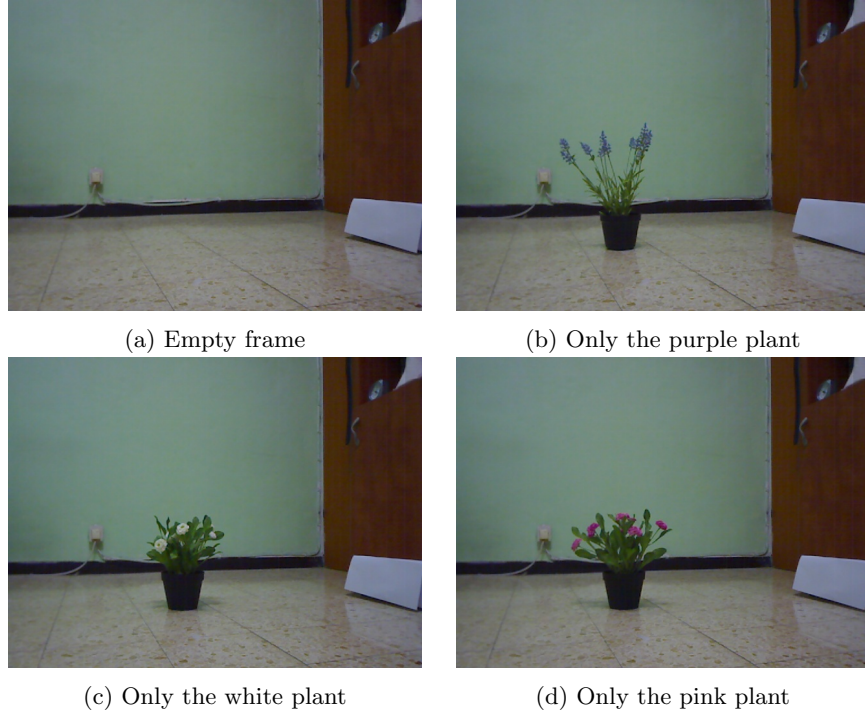 (a) Empty frame
(b) Only the purple plant
(c) Only the white plant
(d) Only the pink plant